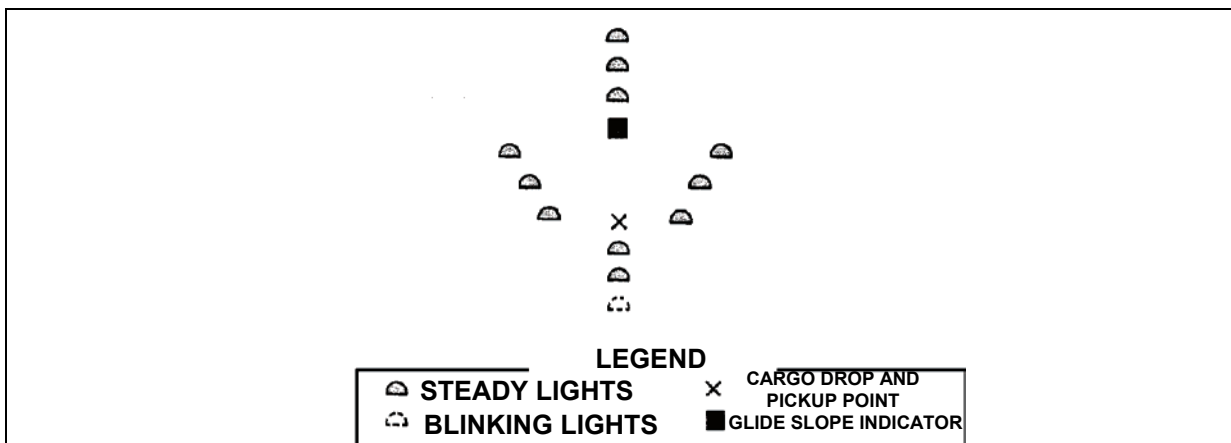 LEGEND
STEADY LIGHTS
BLINKING LIGHTS
CARGO DROP AND
PICKUP POINT
GLIDE SLOPE INDICATOR